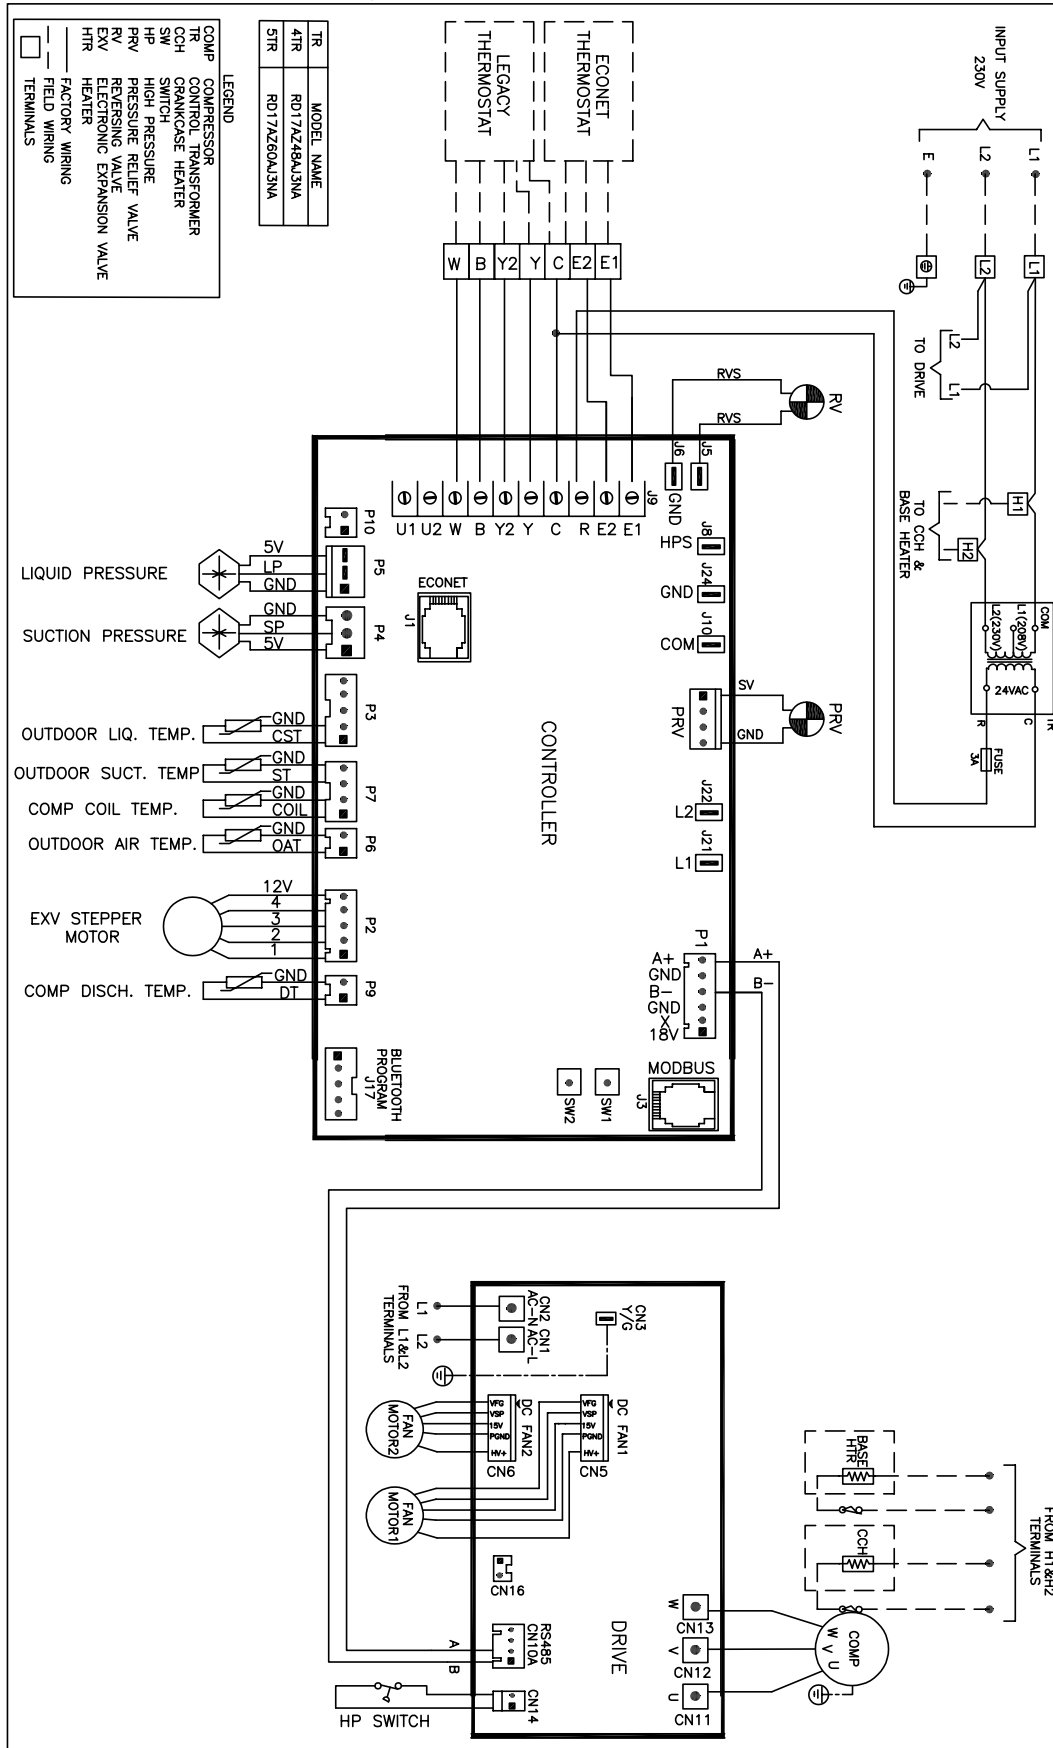 INPUT SUPPLY
230V
L1
L2
E
L1
L2
L2
L1
TO DRIVE
H1
H2
TO CCH &
BASE HEATER
COM
L1(208V)
L2(230V)
24VAC
TR
C
R
FUSE
3A
ECONET
THERMOSTAT
LEGACY
THERMOSTAT
W
B
Y2
Y
C
E2
E1
TR
MODEL NAME
4TR
RD17AZ48AJ3NA
5TR
RD17AZ60AJ3NA
LEGEND
COMP COMPRESSOR
TR CONTROL TRANSFORMER
CCH CRANKCASE HEATER
SW SWITCH
HP HIGH PRESSURE
PRV PRESSURE RELIEF VALVE
RV REVERSING VALVE
EXV ELECTRONIC EXPANSION VALVE
HTR HEATER
FACTORY WIRING
FIELD WIRING
TERMINALS
RVS
RVS
RV
J6
J5
GND
J9
U1
U2
W
B
Y2
Y
C
R
E2
E1
J8
HPS
J24
GND
J10
COM
SV
GND
PRV
PRV
J22
L2
J21
L1
P1
A+
GND
B-
GND
X
18V
A+
B-
MODBUS
J3
SW1
SW2
CONTROLLER
ECONET
J1
P10
P5
5V
LP
GND
LIQUID PRESSURE
P4
GND
SP
5V
SUCTION PRESSURE
P3
GND
CST
OUTDOOR LIQ. TEMP.
P7
GND
ST
OUTDOOR SUCT. TEMP
GND
COIL
COMP COIL TEMP.
P6
GND
OAT
OUTDOOR AIR TEMP.
P2
12V
4
3
2
1
EXV STEPPER
MOTOR
P9
GND
DT
COMP DISCH. TEMP.
BLUETOOTH
PROGRAM
J17
FROM L1&L2
TERMINALS
L1
L2
CN2
AC-N
CN1
AC-L
CN3
Y/G
DC FAN2
VFG
VSP
15V
PGND
HV+
CN6
DC FAN1
VFG
VSP
15V
PGND
HV+
CN5
FAN
MOTOR2
FAN
MOTOR1
CN16
RS485
CN10A
A
B
CN14
HP SWITCH
DRIVE
W
CN13
V
CN12
U
CN11
COMP
W
V
U
BASE
HTR
CCH
FROM H1&H2
TERMINALS